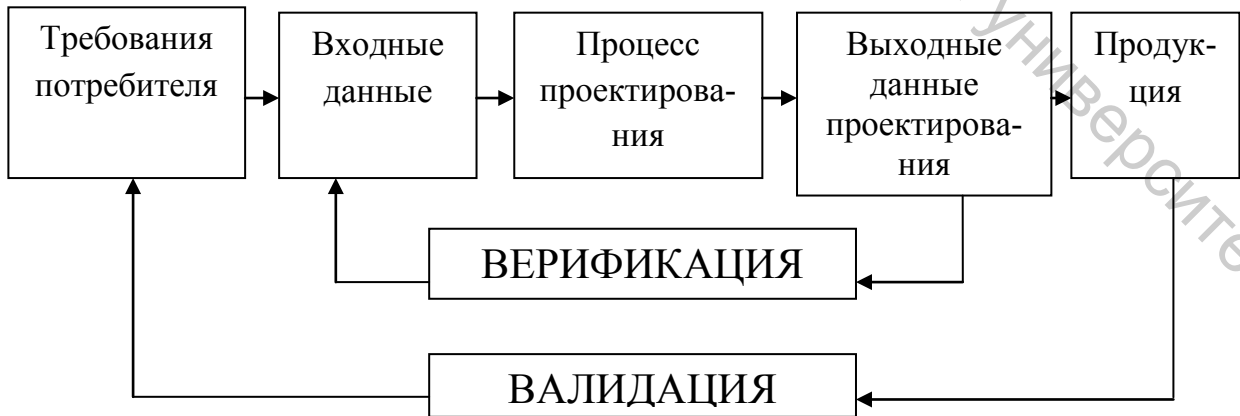 Требования
потребителя
Входные
данные
Процесс
проектирова-
ния
Выходные
данные
проектирова-
ния
Продук-
ция
ВЕРИФИКАЦИЯ
ВАЛИДАЦИЯ